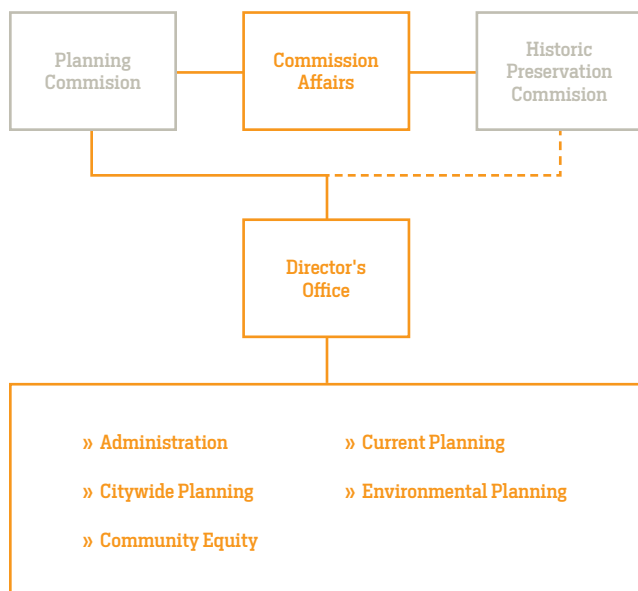 Planning
Commision
Commission
Affairs
Historic
Preservation
Commision
Director's
Office
» Administration
» Current Planning
» Citywide Planning
» Environmental Planning
» Community Equity